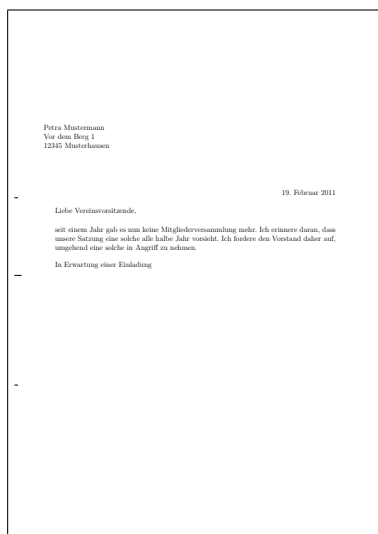 Petra Mustermann
Vor dem Berg 1
12345 Musterhausen
19. Februar 2011
Liebe Vereinsvorsitzende,
seit einem Jahr gab es nun keine Mitgliederversammlung mehr. Ich erinnere daran, dass
unsere Satzung eine solche alle halbe Jahr vorsieht. Ich fordere den Vorstand daher auf,
umgehend eine solche in Angriff zu nehmen.
In Erwartung einer Einladung